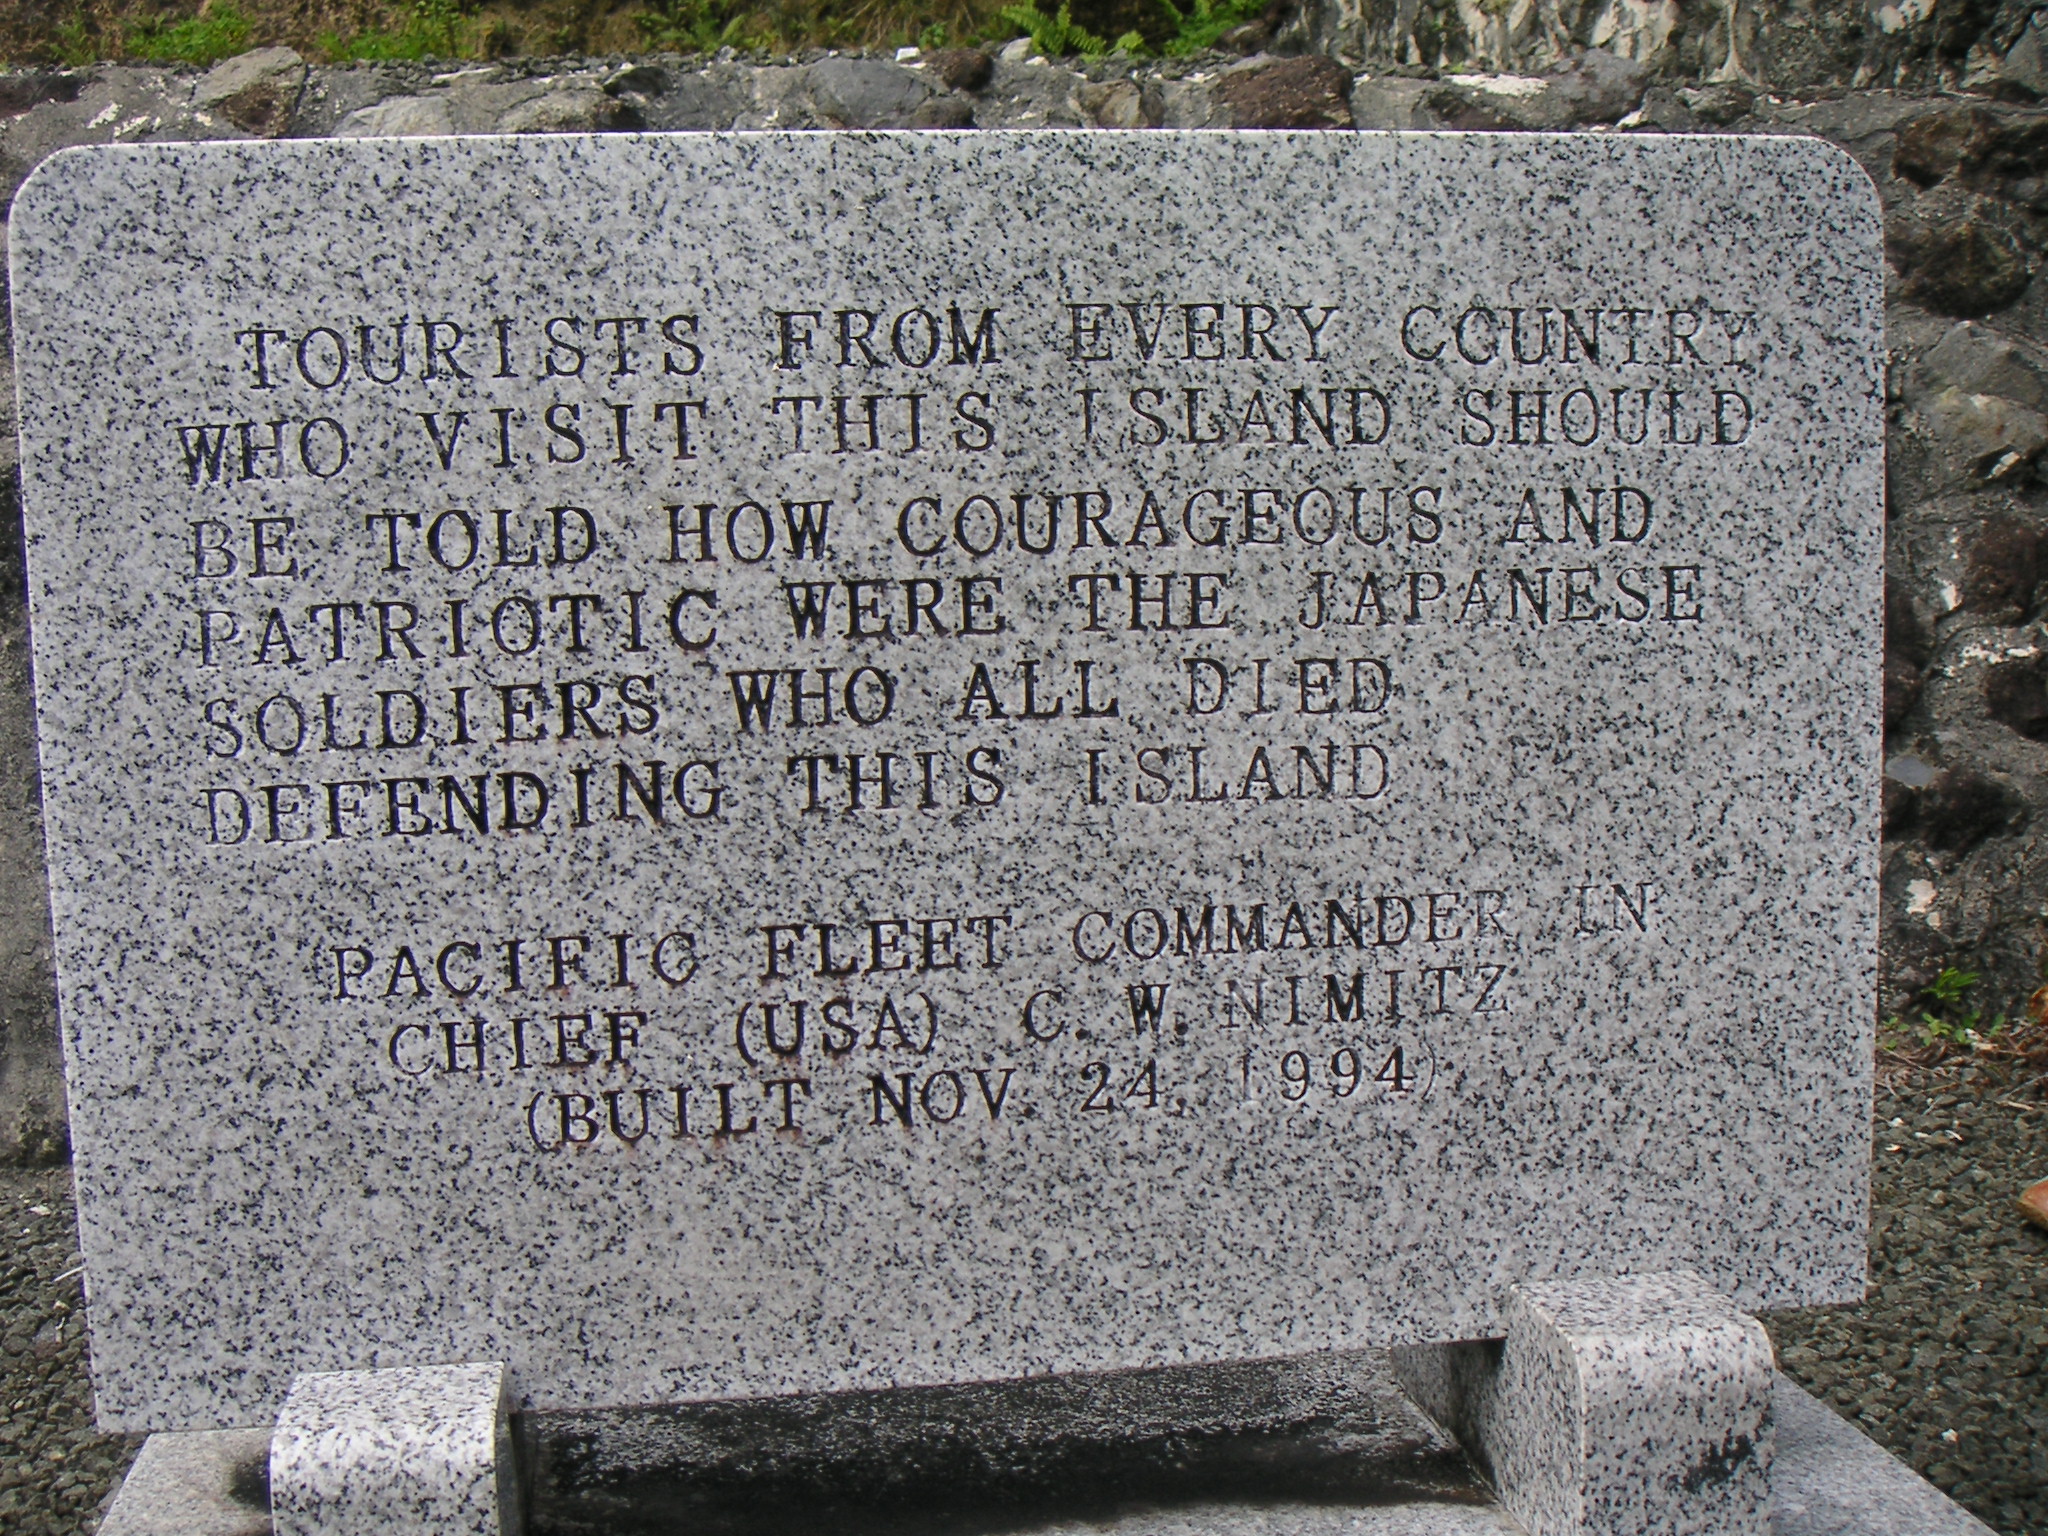 TOURISTS FROM EVERY COUNTRY
WHO VISIT THIS ISLAND SHOULD
BE TOLD HOW COURAGEOUS AND
PATRIOTIC WERE THE JAPANESE
SOLDIERS WHO ALL DIED
DEFENDING THIS ISLAND
PACIFIC FLEET COMMANDER IN
CHIEF (USA) C. W. NIMITZ
(BUILT NOV. 24, 1994)